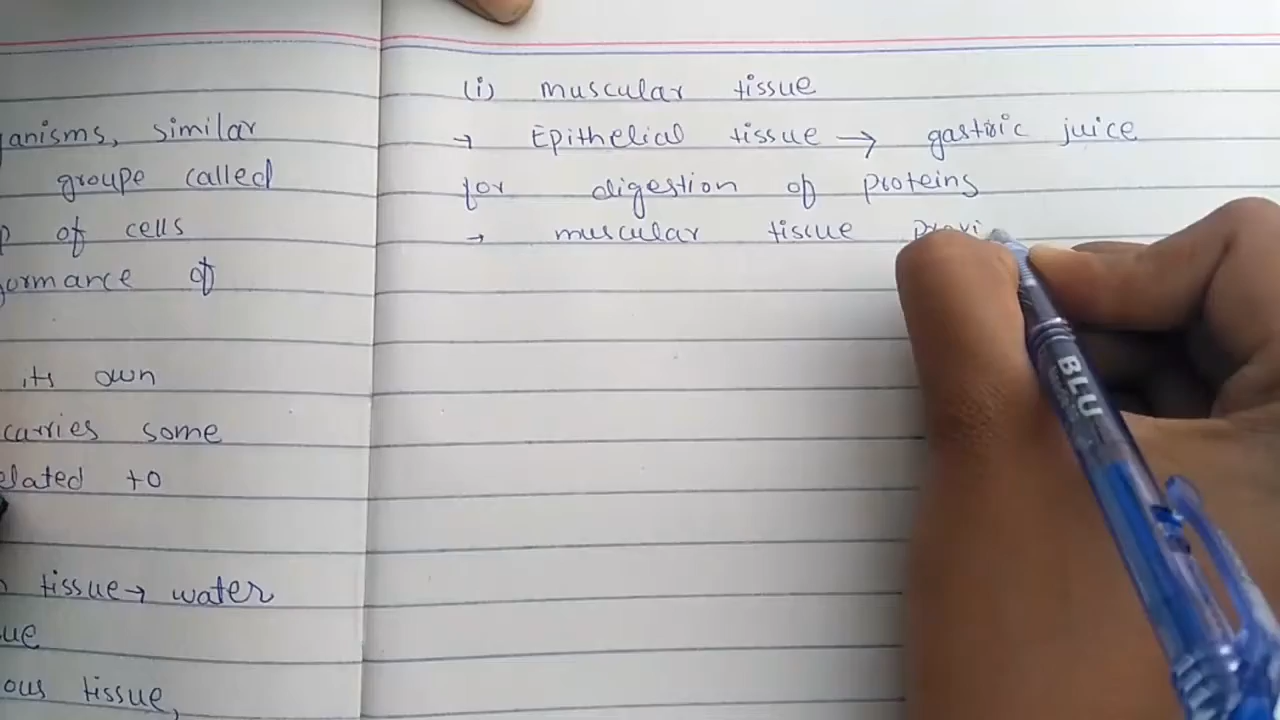 (i) muscular tissue
→ Epithelial tissue → gastric juice
for digestion of proteins
→ muscular tissue provi
anisms, similar
groupe called
of cells
ormance of
its own
carries some
elated to
tissue → water
ue
ous tissue,
BLU